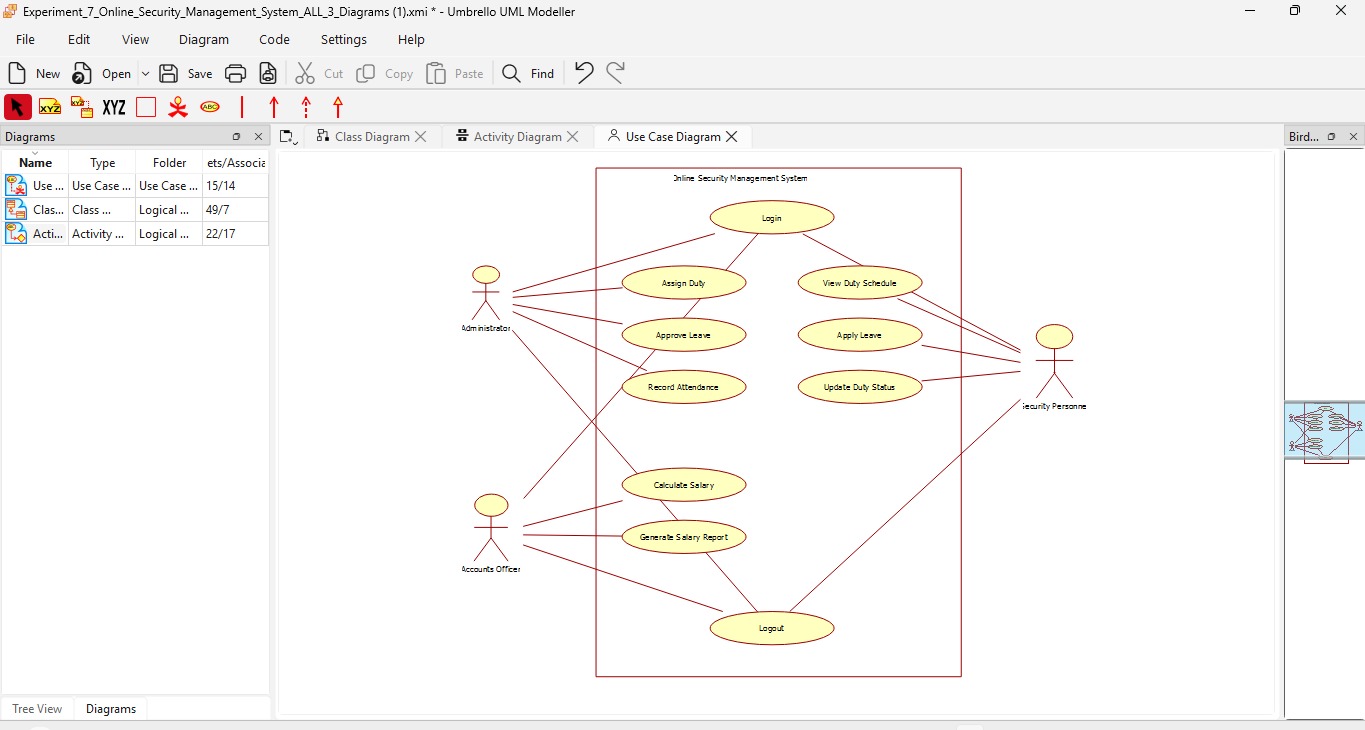 Experiment_7_Online_Security_Management_System_ALL_3_Diagrams (1).xmi * - Umbrello UML Modeller
File Edit View Diagram Code Settings Help
New Open Save Cut Copy Paste Find
XYZ XYZ XYZ ABC
Diagrams
Class Diagram Activity Diagram Use Case Diagram
Bird...
Name Type Folder ets/Associa
Use ... Use Case ... Use Case ... 15/14
Clas... Class ... Logical ... 49/7
Acti... Activity ... Logical ... 22/17
Online Security Management System
Login
Assign Duty
View Duty Schedule
Administrator
Approve Leave
Apply Leave
Record Attendance
Update Duty Status
Security Personne
Calculate Salary
Generate Salary Report
Accounts Officer
Logout
Tree View Diagrams